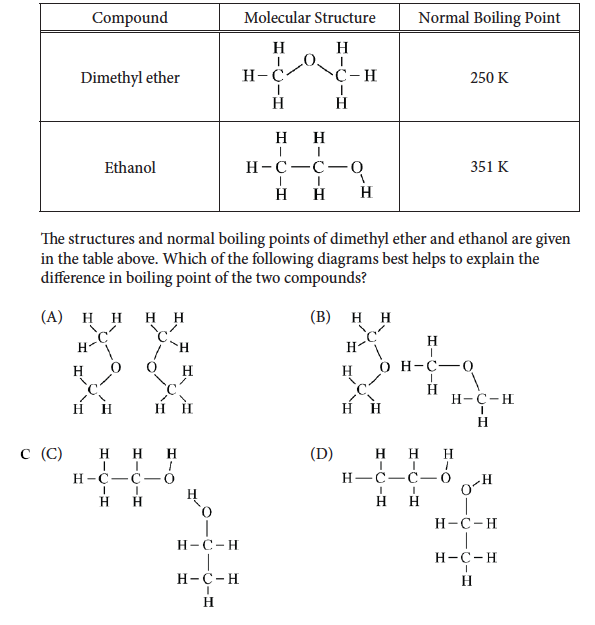 Compound Molecular Structure Normal Boiling Point
H H
O
Dimethyl ether H-C C-H 250 K
H H
H H
Ethanol H-C-C-O 351 K
H H H
The structures and normal boiling points of dimethyl ether and ethanol are given
in the table above. Which of the following diagrams best helps to explain the
difference in boiling point of the two compounds?
(A) H H H H
C C
H H
H O O H
C C
H H H H
(B) H H
C H
H
H O H-C-O
C H
H H H-C-H
H
C (C) H H H
H-C-C-O
H H H
O
H-C-H
H-C-H
H
(D) H H H
H-C-C-O H
H H O
H-C-H
H-C-H
H